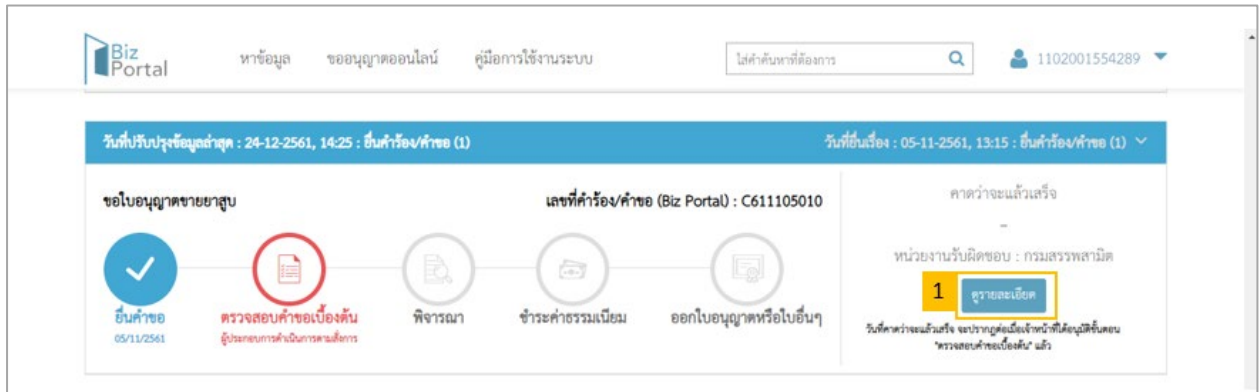 Biz Portal
หาข้อมูล ขออนุญาตออนไลน์ คู่มือการใช้งานระบบ ใส่คำค้นหาที่ต้องการ 1102001554289
วันที่ปรับปรุงข้อมูลล่าสุด : 24-12-2561, 14:25 : ยื่นคำร้อง/คำขอ (1) วันที่ยื่นเรื่อง : 05-11-2561, 13:15 : ยื่นคำร้อง/คำขอ (1)
ขอใบอนุญาตขายยาสูบ เลขที่คำร้อง/คำขอ (Biz Portal) : C611105010
คาดว่าจะแล้วเสร็จ
-
หน่วยงานรับผิดชอบ : กรมสรรพสามิต
1 ดูรายละเอียด
ยื่นคำขอ ตรวจสอบคำขอเบื้องต้น พิจารณา ชำระค่าธรรมเนียม ออกใบอนุญาตหรือใบอื่นๆ
05/11/2561 ผู้ประกอบการดำเนินการตามสั่งการ
วันที่คาดว่าจะแล้วเสร็จ จะปรากฏต่อเมื่อเจ้าหน้าที่ได้อนุมัติขั้นตอน
"ตรวจสอบคำขอเบื้องต้น" แล้ว